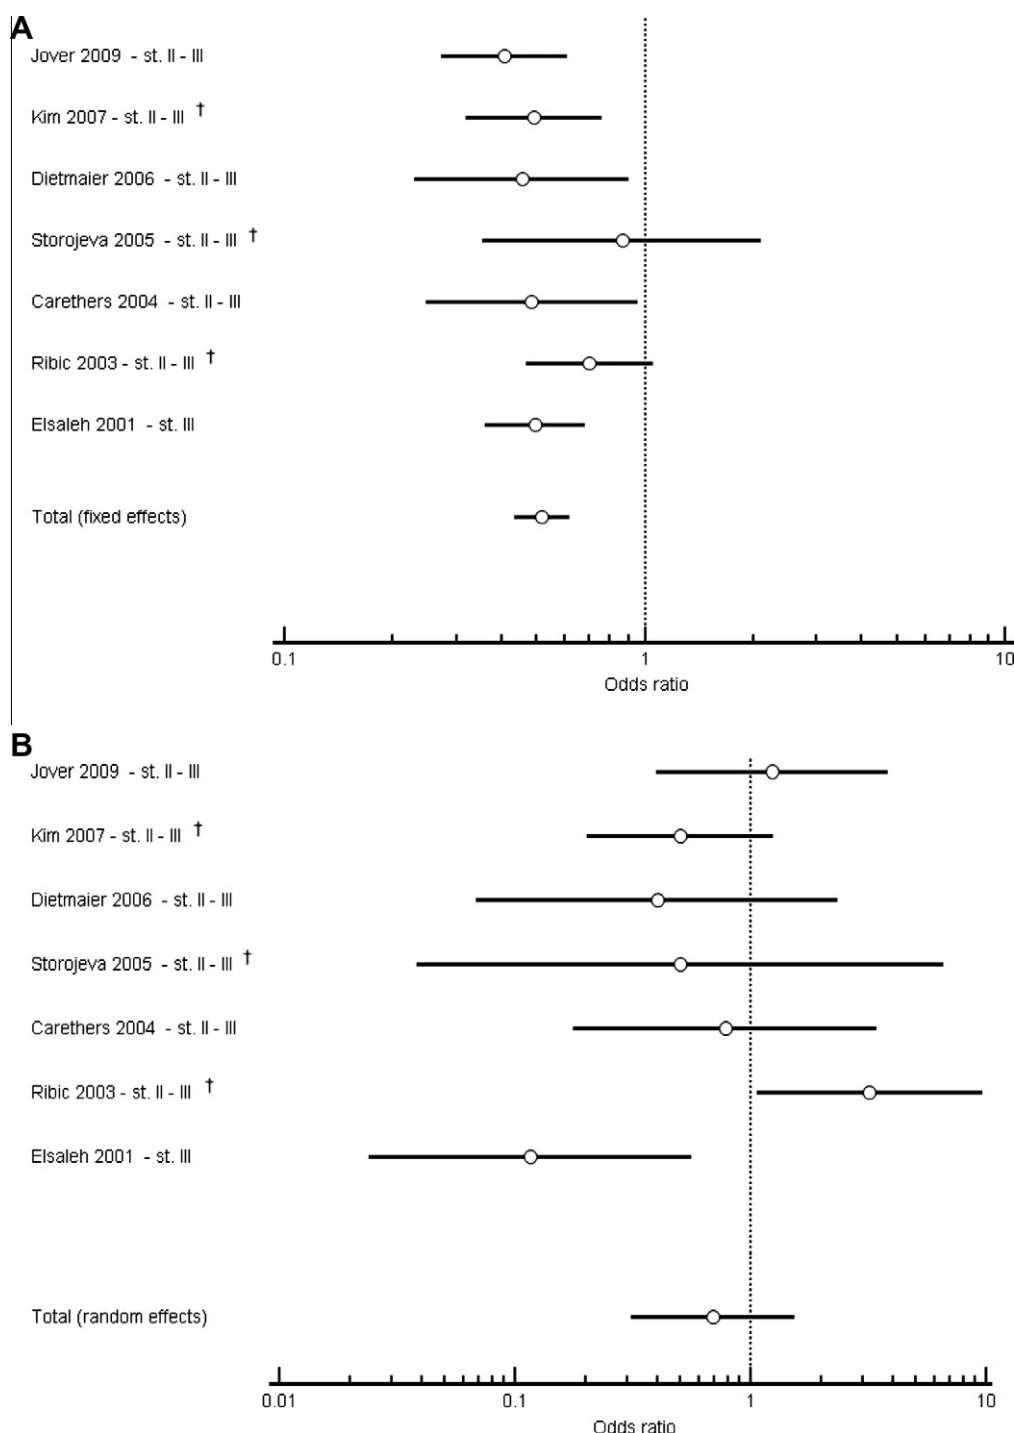 A
Jover 2009 - st. II - III
Kim 2007 - st. II - III †
Dietmaier 2006 - st. II - III
Storojeva 2005 - st. II - III †
Carethers 2004 - st. II - III
Ribic 2003 - st. II - III †
Elsaleh 2001 - st. III
Total (fixed effects)
0.1 1 10
Odds ratio
B
Jover 2009 - st. II - III
Kim 2007 - st. II - III †
Dietmaier 2006 - st. II - III
Storojeva 2005 - st. II - III †
Carethers 2004 - st. II - III
Ribic 2003 - st. II - III †
Elsaleh 2001 - st. III
Total (random effects)
0.01 0.1 1 10
Odds ratio